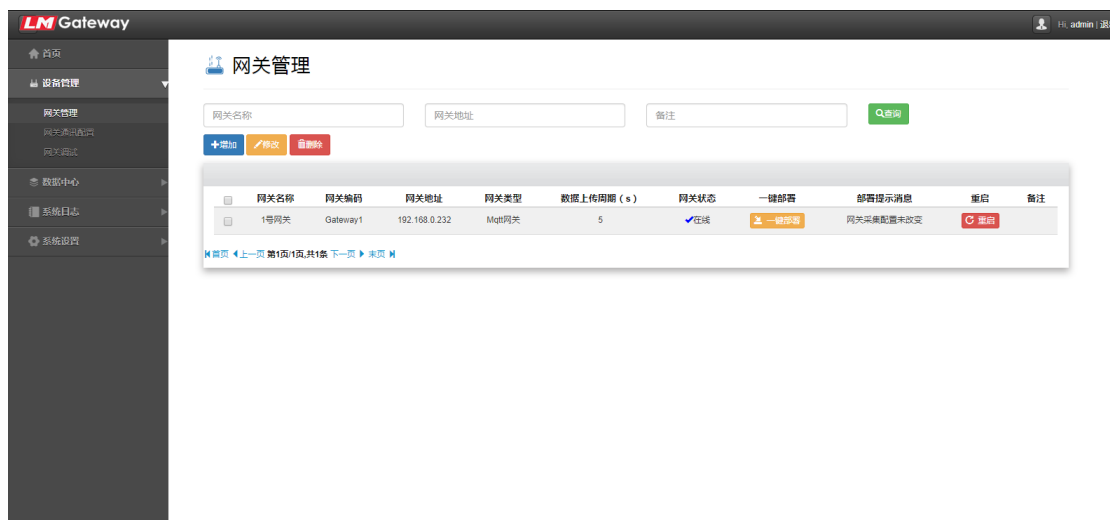 LM Gateway
Hi, admin | 退
首页
设备管理
网关管理
网关通讯配置
网关调试
数据中心
系统日志
系统设置
网关管理
网关名称 网关地址 备注 查询
增加 修改 删除
网关名称 网关编码 网关地址 网关类型 数据上传周期(s) 网关状态 一键部署 部署提示消息 重启 备注
1号网关 Gateway1 192.168.0.232 Mqtt网关 5 在线 一键部署 网关采集配置未改变 重启
首页 上一页 第1页/1页,共1条 下一页 末页